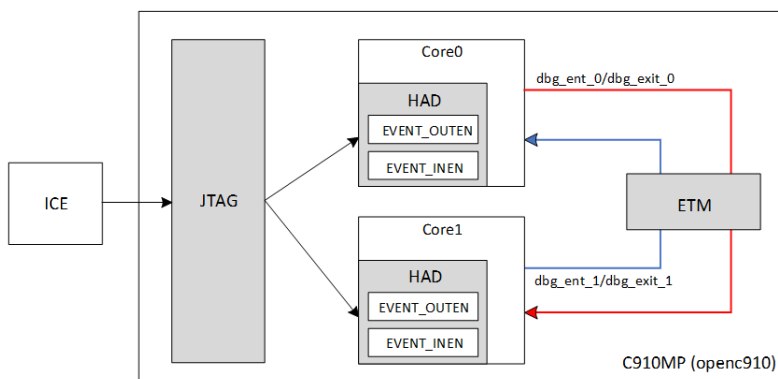 Core0
dbg_ent_0/dbg_exit_0
HAD
EVENT_OUTEN
EVENT_INEN
ICE
JTAG
ETM
Core1
HAD
dbg_ent_1/dbg_exit_1
EVENT_OUTEN
EVENT_INEN
C910MP (openc910)